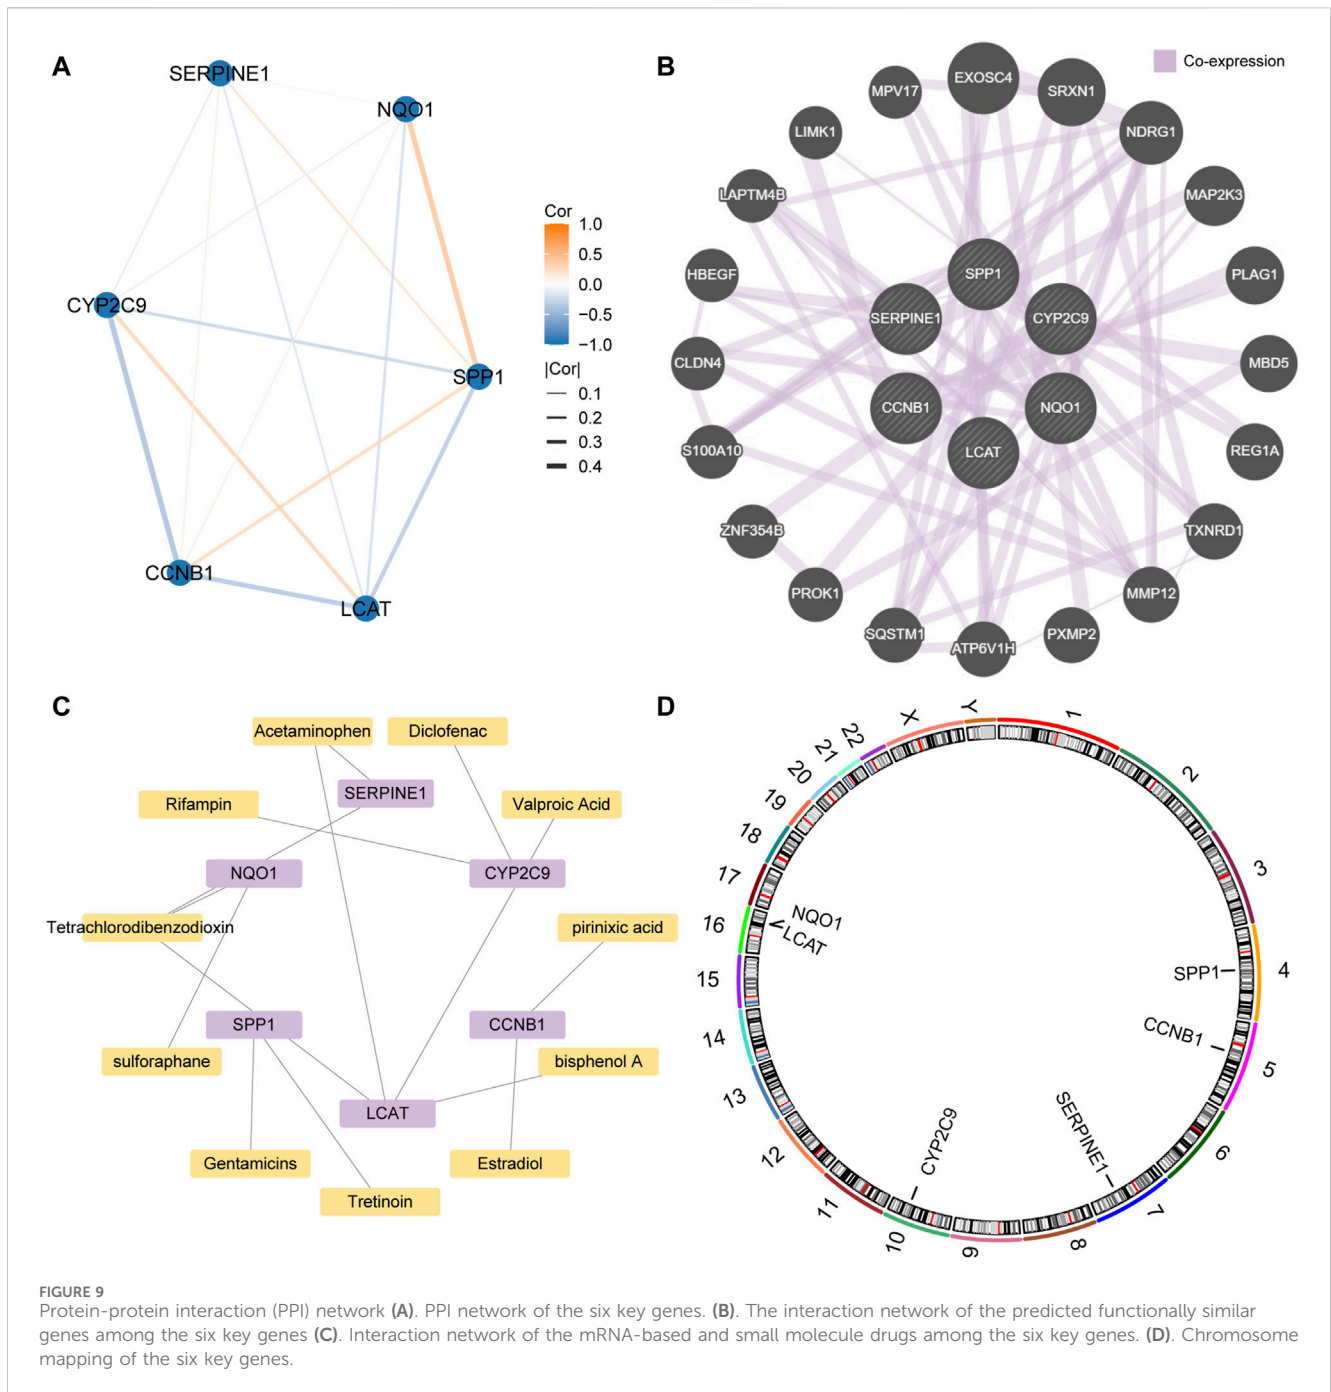 A
SERPINE1
NQO1
CYP2C9
SPP1
CCNB1
LCAT
Cor
1.0
0.5
0.0
−0.5
−1.0
|Cor|
0.1
0.2
0.3
0.4
B
Co-expression
EXOSC4
MPV17
SRXN1
LIMK1
NDRG1
LAPTM4B
MAP2K3
HBEGF
SPP1
PLAG1
SERPINE1
CYP2C9
CLDN4
MBD5
CCNB1
NQO1
S100A10
LCAT
REG1A
ZNF354B
TXNRD1
PROK1
MMP12
SQSTM1
ATP6V1H
PXMP2
C
Acetaminophen
Diclofenac
SERPINE1
Rifampin
Valproic Acid
NQO1
CYP2C9
Tetrachlorodibenzodioxin
pirinixic acid
SPP1
CCNB1
sulforaphane
bisphenol A
LCAT
Gentamicins
Estradiol
Tretinoin
D
1
2
3
4
5
6
7
8
9
10
11
12
13
14
15
16
17
18
19
20
21
22
X
Y
NQO1
LCAT
SPP1
CCNB1
SERPINE1
CYP2C9
FIGURE 9
Protein-protein interaction (PPI) network (A). PPI network of the six key genes. (B). The interaction network of the predicted functionally similar
genes among the six key genes (C). Interaction network of the mRNA-based and small molecule drugs among the six key genes. (D). Chromosome
mapping of the six key genes.